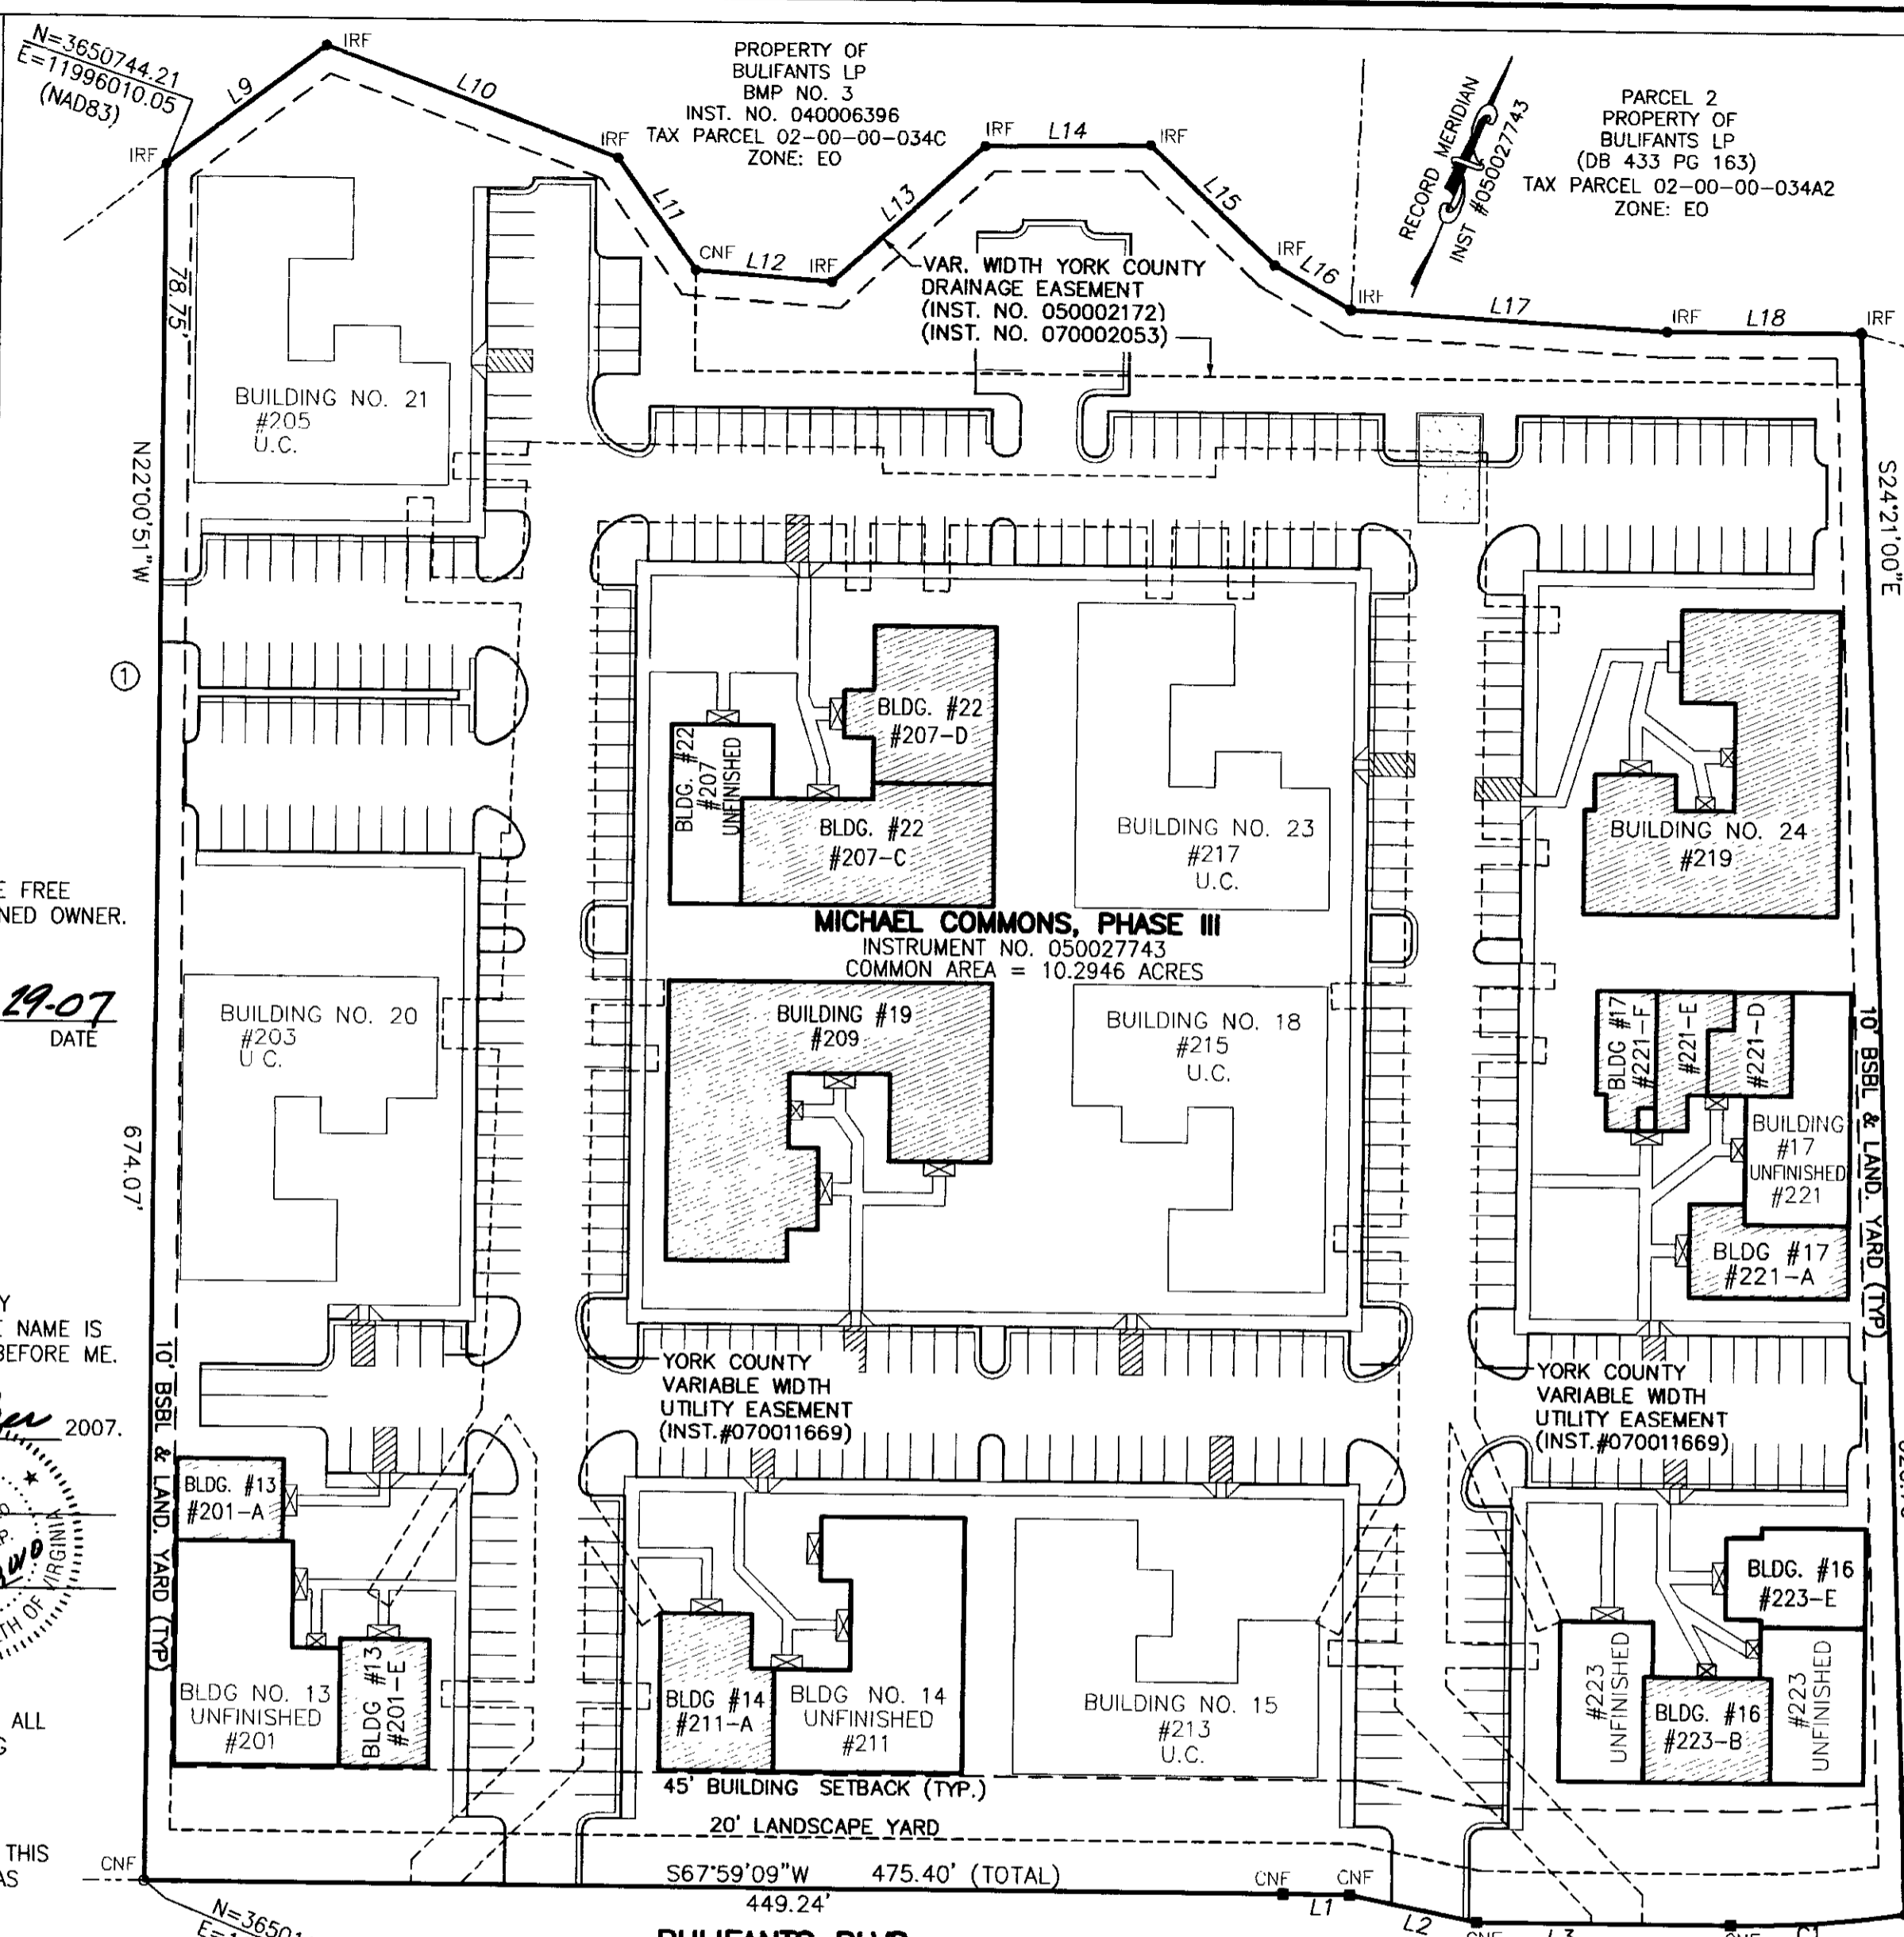 N=3650744.21
E=11996010.05
(NAD83)
IRF
L9
IRF
L10
IRF
L11
CNF
L12
IRF
L13
IRF
L14
L15
IRF
L16
IRF
L17
IRF
L18
IRF
PROPERTY OF
BULIFANTS LP
BMP NO. 3
INST. NO. 040006396
TAX PARCEL 02-00-00-034C
ZONE: EO
RECORD MERIDIAN
INST #050027743
PARCEL 2
PROPERTY OF
BULIFANTS LP
(DB 433 PG 163)
TAX PARCEL 02-00-00-034A2
ZONE: EO
VAR. WIDTH YORK COUNTY
DRAINAGE EASEMENT
(INST. NO. 050002172)
(INST. NO. 070002053)
78.75'
BUILDING NO. 21
#205
U.C.
N22°00'51"W
S24°21'00"E
1
BLDG. #22
#207
UNFINISHED
BLDG. #22
#207-D
BLDG. #22
#207-C
BUILDING NO. 23
#217
U.C.
BUILDING NO. 24
#219
E FREE
NED OWNER.
MICHAEL COMMONS, PHASE III
INSTRUMENT NO. 050027743
COMMON AREA = 10.2946 ACRES
29-07
DATE
BUILDING NO. 20
#203
U C.
BUILDING #19
#209
BUILDING NO. 18
#215
U.C.
BLDG #17
#221-F
#221-E
#221-D
BUILDING
#17
UNFINISHED
#221
BLDG #17
#221-A
10' BSBL & LAND. YARD (TYP)
674.07'
Y
E NAME IS
BEFORE ME.
2007.
10' BSBL & LAND. YARD (TYP)
YORK COUNTY
VARIABLE WIDTH
UTILITY EASEMENT
(INST.#070011669)
YORK COUNTY
VARIABLE WIDTH
UTILITY EASEMENT
(INST.#070011669)
VIRGINIA
TH OF
BLDG. #13
#201-A
BLDG NO. 13
UNFINISHED
#201
BLDG #13
#201-E
BLDG #14
#211-A
BLDG NO. 14
UNFINISHED
#211
BUILDING NO. 15
#213
U.C.
BLDG. #16
#223-E
#223
UNFINISHED
BLDG. #16
#223-B
#223
UNFINISHED
ALL
G
45' BUILDING SETBACK (TYP.)
20' LANDSCAPE YARD
THIS
AS
CNF
S67°59'09"W 475.40' (TOTAL)
449.24'
CNF
L1
CNF
L2
CNF
L3
CNF
C1
N=36501
E=1
BULIFANTS BLVD